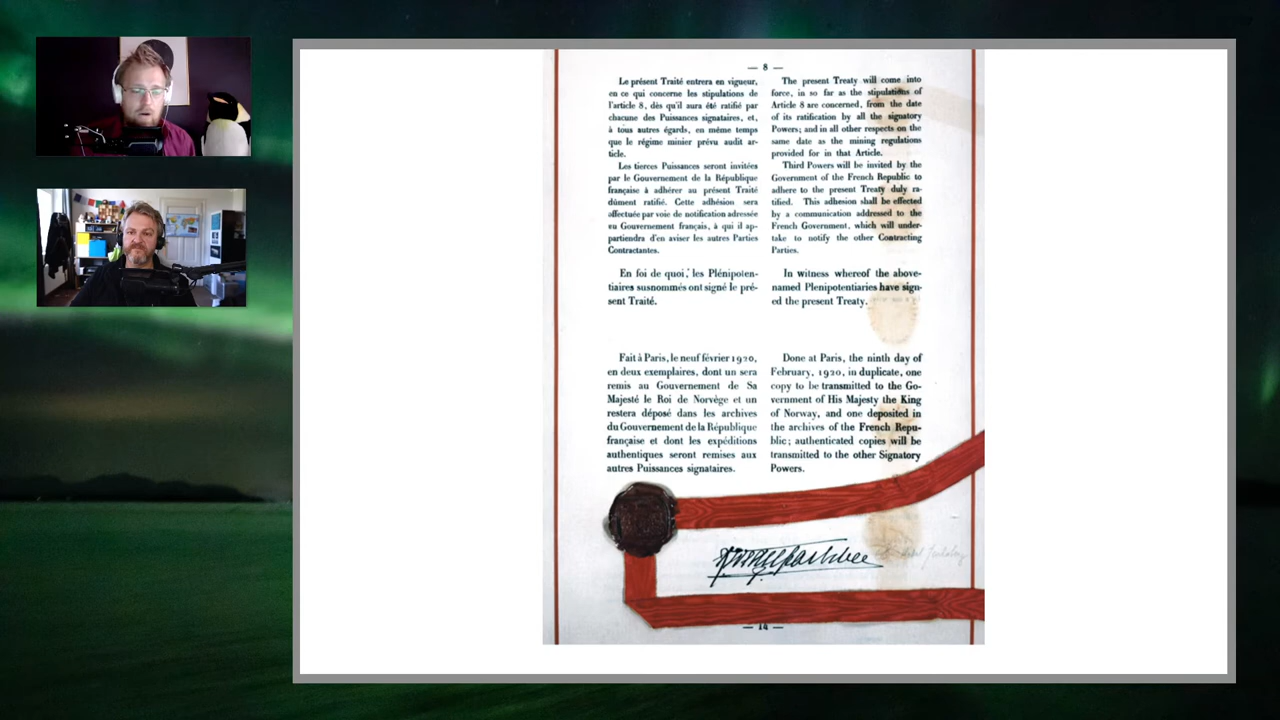 — 8 —
Le présent Traité entrera en vigueur,
en ce qui concerne les stipulations de
l'article 8, dès qu'il aura été ratifié par
chacune des Puissances signataires, et,
à tous autres égards, en même temps
que le régime minier prévu audit ar-
ticle.
Les tierces Puissances seront invitées
par le Gouvernement de la République
française à adhérer au présent Traité
dûment ratifié. Cette adhésion sera
effectuée par voie de notification adressée
au Gouvernement français, à qui il ap-
partiendra d'en aviser les autres Parties
Contractantes.
En foi de quoi, les Plénipoten-
tiaires susnommés ont signé le pré-
sent Traité.
Fait à Paris, le neuf février 1920,
en deux exemplaires, dont un sera
remis au Gouvernement de Sa
Majesté le Roi de Norvège et un
restera déposé dans les archives
du Gouvernement de la République
française et dont les expéditions
authentiques seront remises aux
autres Puissances signataires.
The present Treaty will come into
force, in so far as the stipulations of
Article 8 are concerned, from the date
of its ratification by all the signatory
Powers; and in all other respects on the
same date as the mining regulations
provided for in that Article.
Third Powers will be invited by the
Government of the French Republic to
adhere to the present Treaty duly ra-
tified. This adhesion shall be effected
by a communication addressed to the
French Government, which will under-
take to notify the other Contracting
Parties.
In witness whereof the above-
named Plenipotentiaries have sign-
ed the present Treaty.
Done at Paris, the ninth day of
February, 1920, in duplicate, one
copy to be transmitted to the Go-
vernment of His Majesty the King
of Norway, and one deposited in
the archives of the French Repu-
blic; authenticated copies will be
transmitted to the other Signatory
Powers.
— 14 —